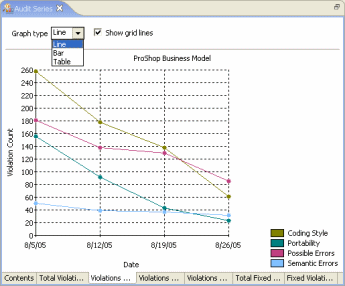 Audit Series
Graph type Line Show grid lines
Line
Bar
Table
ProShop Business Model
Violation Count
260
240
220
200
180
160
140
120
100
80
60
40
20
0
8/5/05 8/12/05 8/19/05 8/26/05
Date
Coding Style
Portability
Possible Errors
Semantic Errors
Contents Total Violati... Violations ... Violations ... Violations ... Total Fixed ... Fixed Violati...